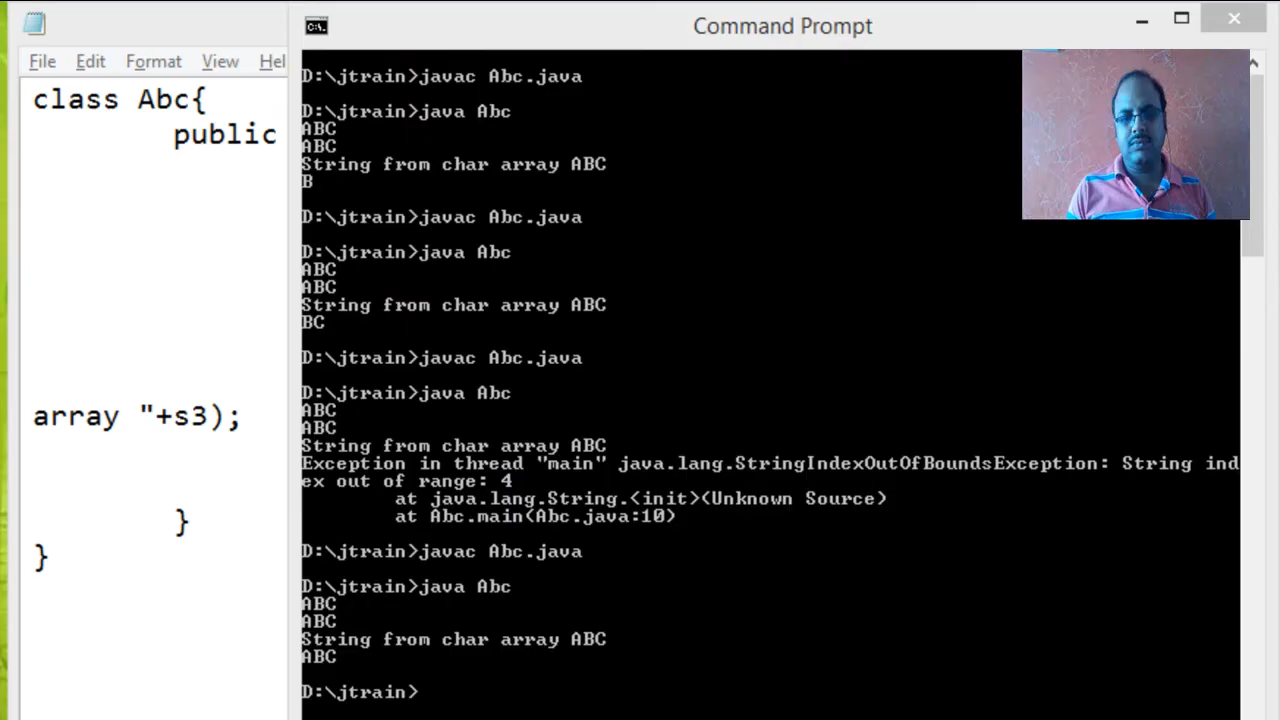 Command Prompt
File Edit Format View Hel
class Abc{
public
array "+s3);
}
}
D:\jtrain>javac Abc.java
D:\jtrain>java Abc
ABC
ABC
String from char array ABC
B
D:\jtrain>javac Abc.java
D:\jtrain>java Abc
ABC
ABC
String from char array ABC
BC
D:\jtrain>javac Abc.java
D:\jtrain>java Abc
ABC
ABC
String from char array ABC
Exception in thread "main" java.lang.StringIndexOutOfBoundsException: String ind
ex out of range: 4
at java.lang.String.<init>(Unknown Source)
at Abc.main(Abc.java:10)
D:\jtrain>javac Abc.java
D:\jtrain>java Abc
ABC
ABC
String from char array ABC
ABC
D:\jtrain>